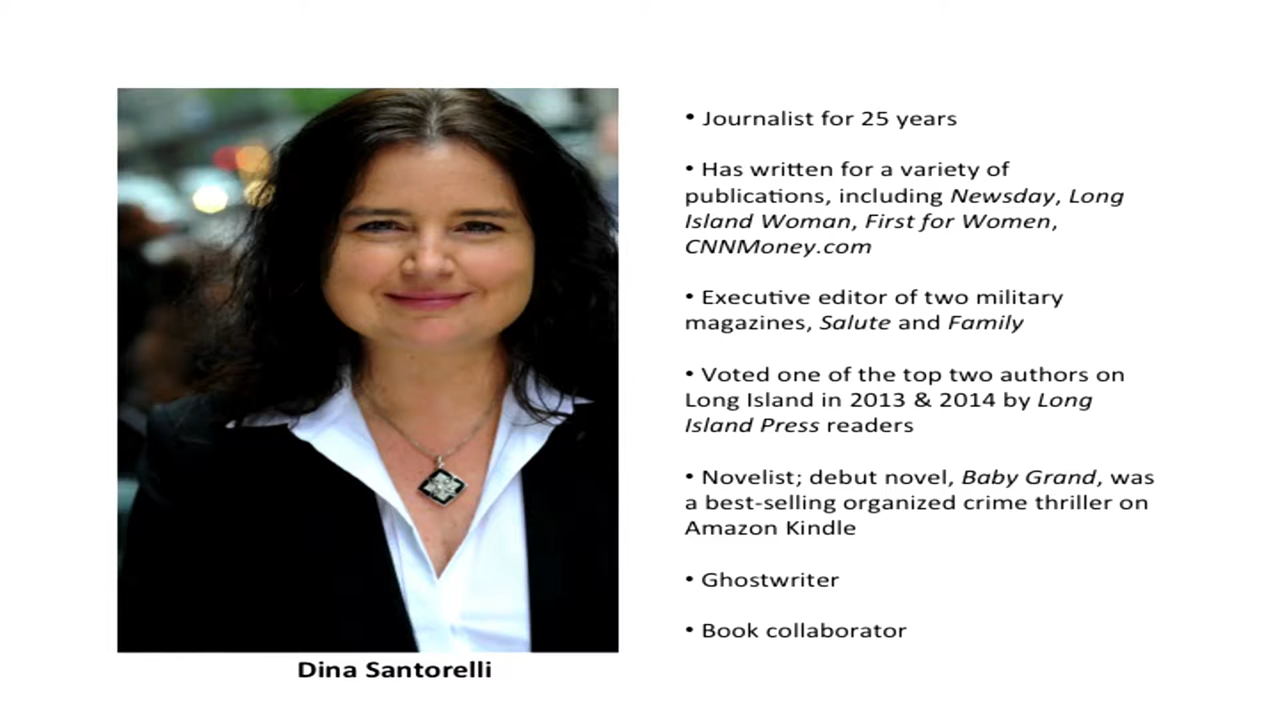 • Journalist for 25 years
• Has written for a variety of
publications, including Newsday, Long
Island Woman, First for Women,
CNNMoney.com
• Executive editor of two military
magazines, Salute and Family
• Voted one of the top two authors on
Long Island in 2013 & 2014 by Long
Island Press readers
• Novelist; debut novel, Baby Grand, was
a best-selling organized crime thriller on
Amazon Kindle
• Ghostwriter
• Book collaborator
Dina Santorelli